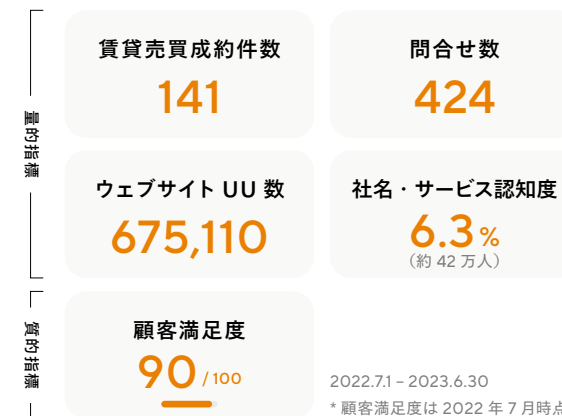 量的指標
賃貸売買成約件数
141
問合せ数
424
ウェブサイト UU 数
675,110
社名・サービス認知度
6.3%
(約 42 万人)
質的指標
顧客満足度
90 / 100
2022.7.1 – 2023.6.30
* 顧客満足度は 2022 年 7 月時点